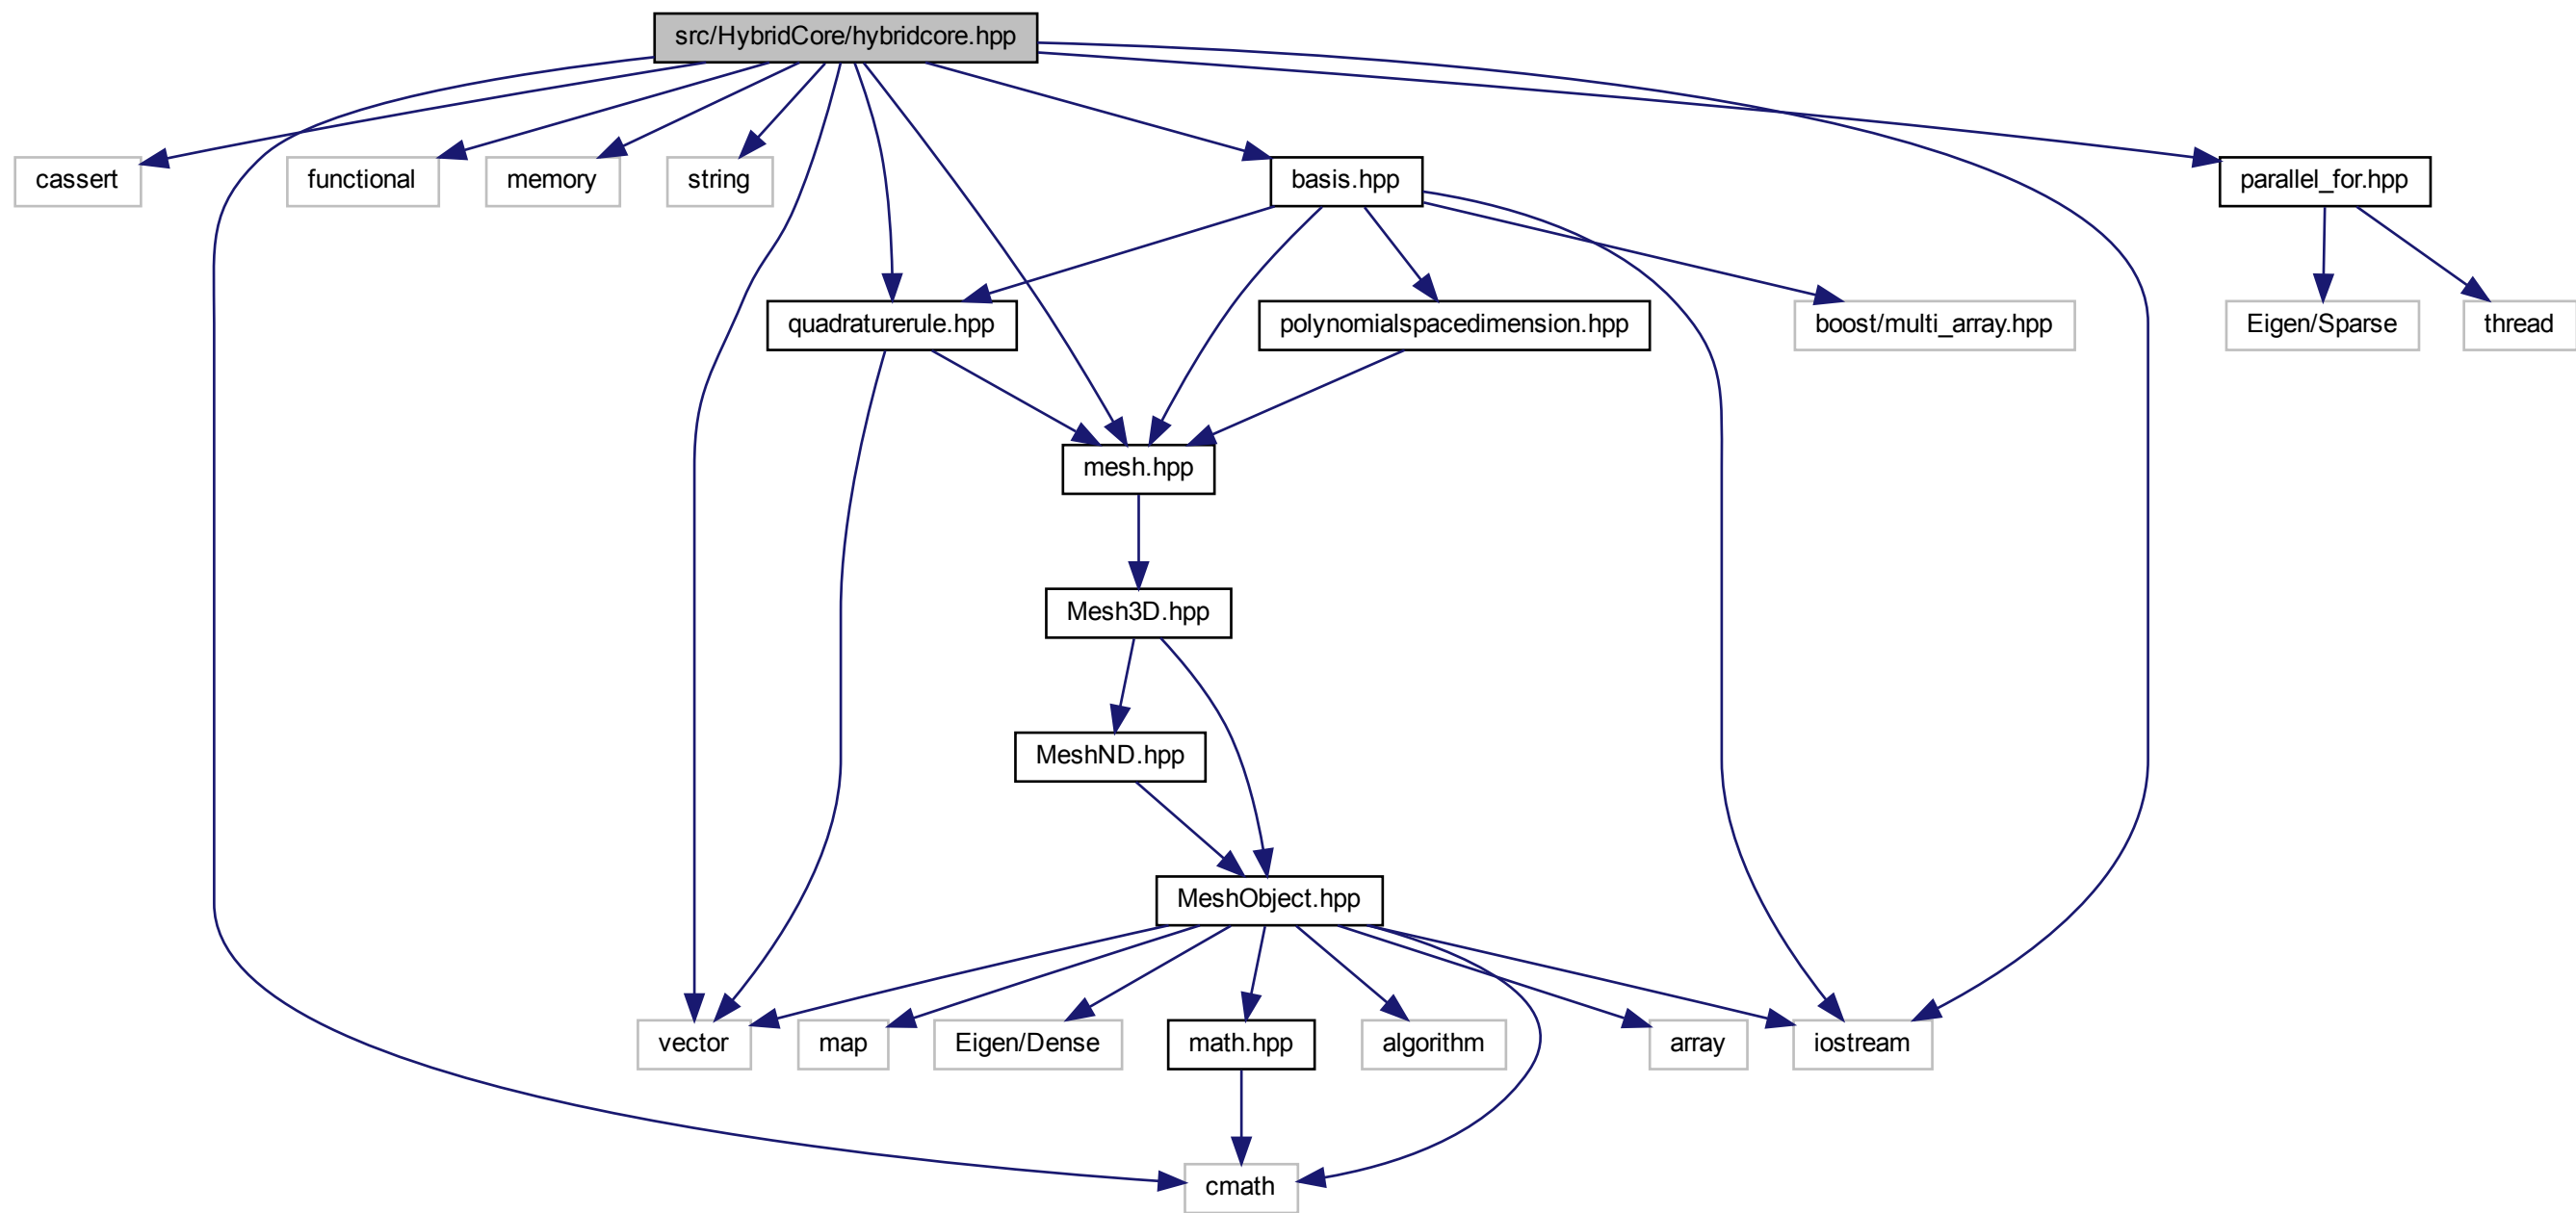 src/HybridCore/hybridcore.hpp
cassert
functional
memory
string
basis.hpp
parallel_for.hpp
quadraturerule.hpp
polynomialspacedimension.hpp
boost/multi_array.hpp
Eigen/Sparse
thread
mesh.hpp
Mesh3D.hpp
MeshND.hpp
MeshObject.hpp
vector
map
Eigen/Dense
math.hpp
algorithm
array
iostream
cmath